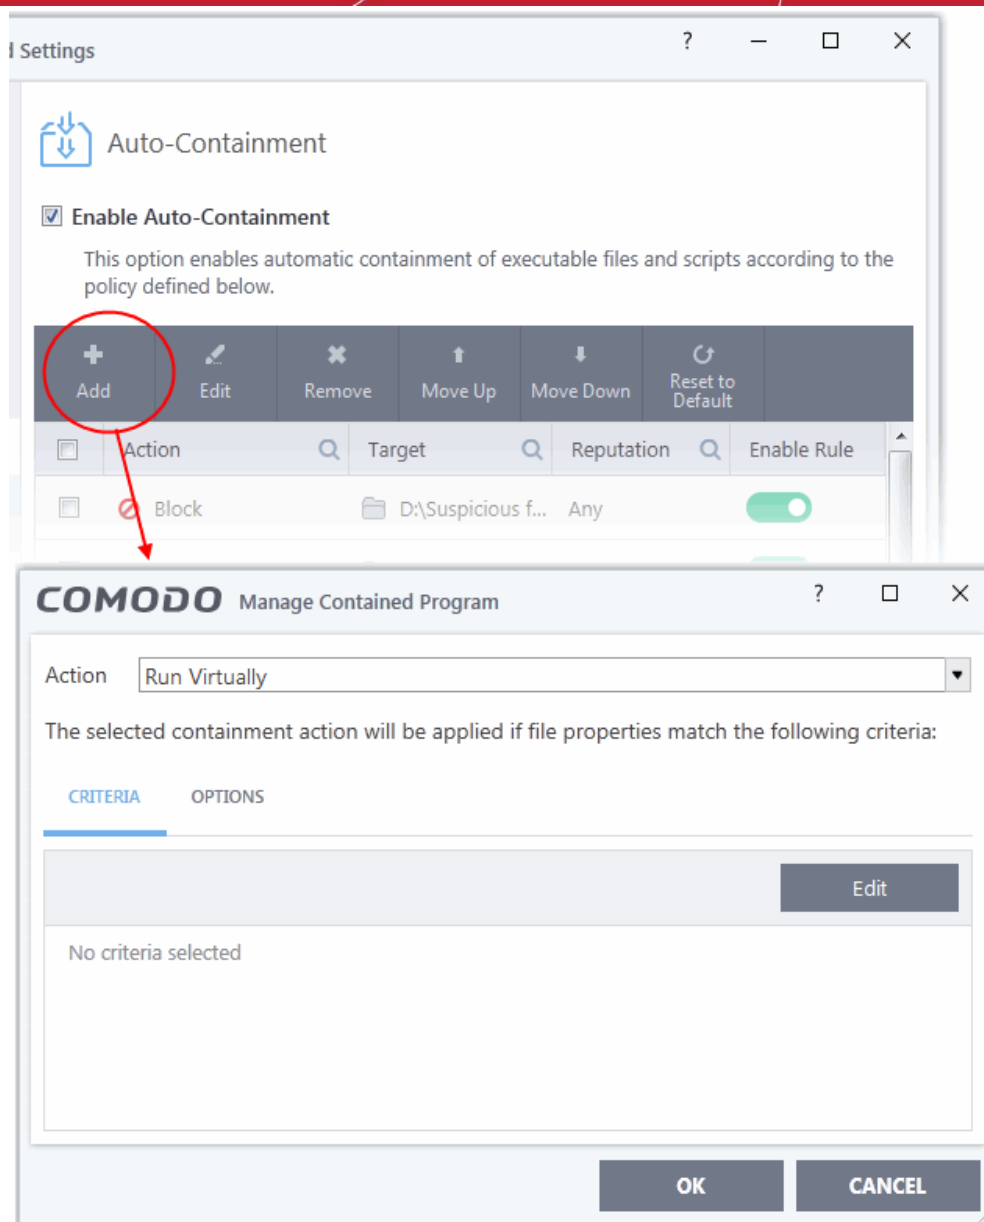 d Settings
?
Auto-Containment
Enable Auto-Containment
This option enables automatic containment of executable files and scripts according to the
policy defined below.
Add Edit Remove Move Up Move Down Reset to
Default
Action Target Reputation Enable Rule
Block D:\Suspicious f... Any
COMODO Manage Contained Program ?
Action Run Virtually
The selected containment action will be applied if file properties match the following criteria:
CRITERIA OPTIONS
Edit
No criteria selected
OK CANCEL